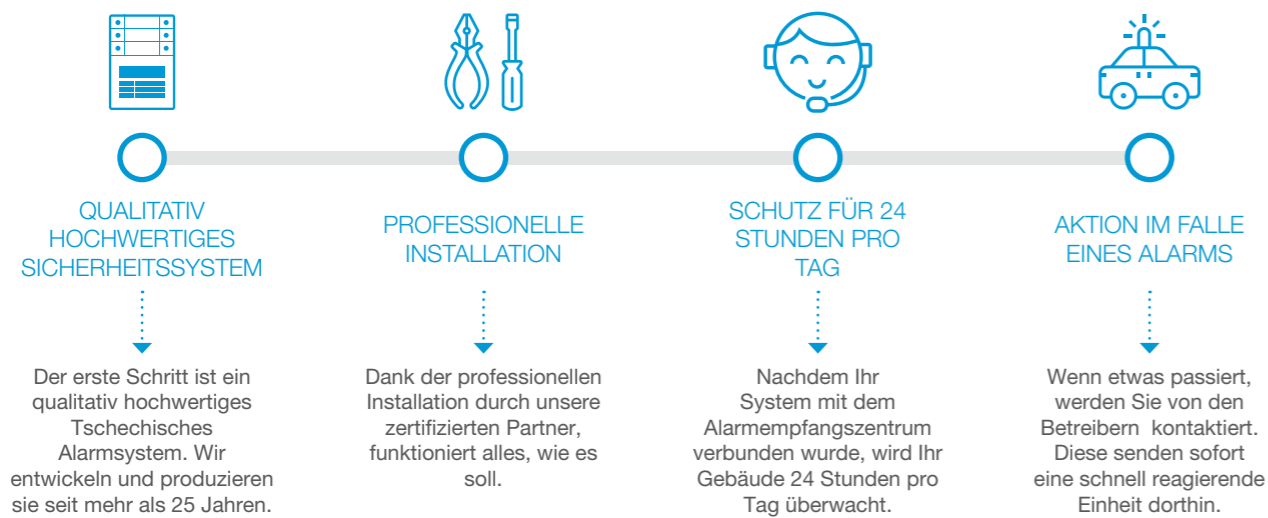 QUALITATIV
HOCHWERTIGES
SICHERHEITSSYSTEM
Der erste Schritt ist ein
qualitativ hochwertiges
Tschechisches
Alarmsystem. Wir
entwickeln und produzieren
sie seit mehr als 25 Jahren.
PROFESSIONELLE
INSTALLATION
Dank der professionellen
Installation durch unsere
zertifizierten Partner,
funktioniert alles, wie es
soll.
SCHUTZ FÜR 24
STUNDEN PRO
TAG
Nachdem Ihr
System mit dem
Alarmempfangszentrum
verbunden wurde, wird Ihr
Gebäude 24 Stunden pro
Tag überwacht.
AKTION IM FALLE
EINES ALARMS
Wenn etwas passiert,
werden Sie von den
Betreibern kontaktiert.
Diese senden sofort
eine schnell reagierende
Einheit dorthin.